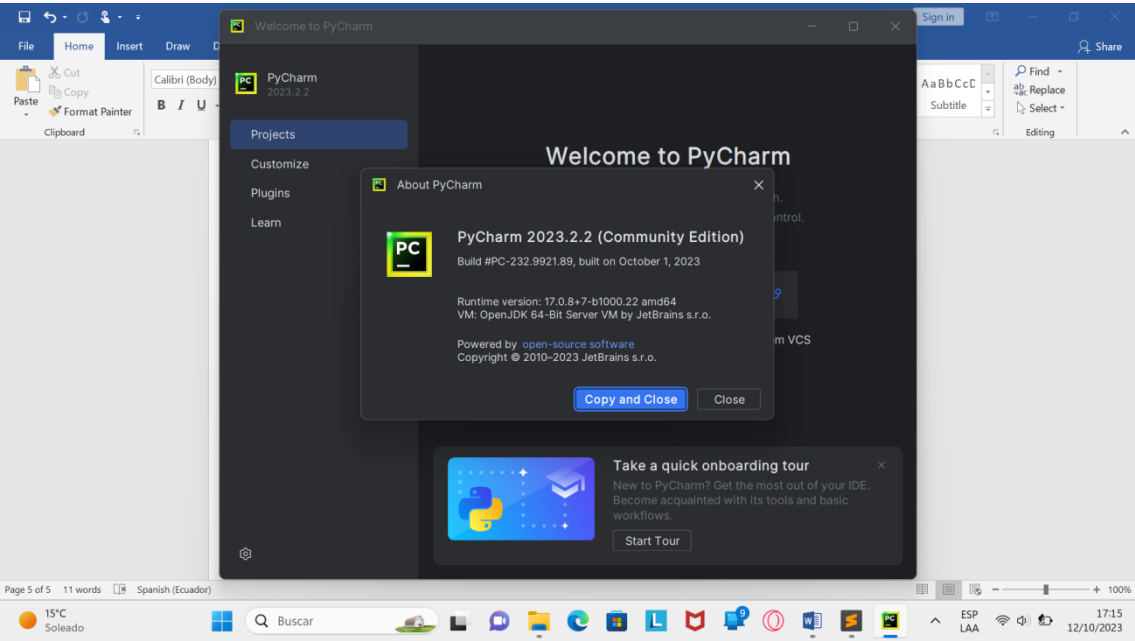 Sign in
File
Home
Insert
Draw
D
Share
Cut
Copy
Paste
Format Painter
Clipboard
Calibri (Body)
B I U
AaBbCcD
Subtitle
Find
Replace
Select
Editing
Welcome to PyCharm
PyCharm
2023.2.2
Projects
Customize
Plugins
Learn
Welcome to PyCharm
h.
ntrol.
m VCS
About PyCharm
PC
PyCharm 2023.2.2 (Community Edition)
Build #PC-232.9921.89, built on October 1, 2023
Runtime version: 17.0.8+7-b1000.22 amd64
VM: OpenJDK 64-Bit Server VM by JetBrains s.r.o.
Powered by open-source software
Copyright © 2010–2023 JetBrains s.r.o.
Copy and Close
Close
Take a quick onboarding tour
New to PyCharm? Get the most out of your IDE.
Become acquainted with its tools and basic
workflows.
Start Tour
Page 5 of 5 11 words Spanish (Ecuador)
100%
15°C
Soleado
Buscar
9
ESP
LAA
17:15
12/10/2023